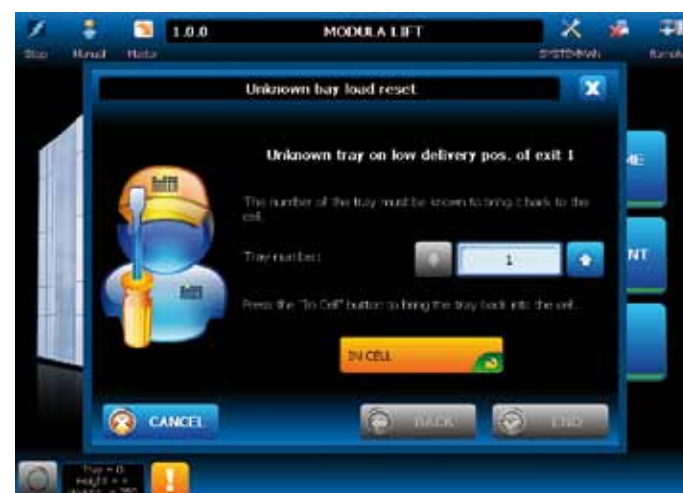 1.0.0 MODULA LIFT
Stop Manual Master
Unknown bay load reset
Unknown tray on low delivery pos. of exit 1
The number of the tray must be known to bring it back to the
cell.
Tray number: 1
Press the "In Cell" button to bring the tray back into the cell.
IN CELL
CANCEL BACK END
NT
Tray = 0